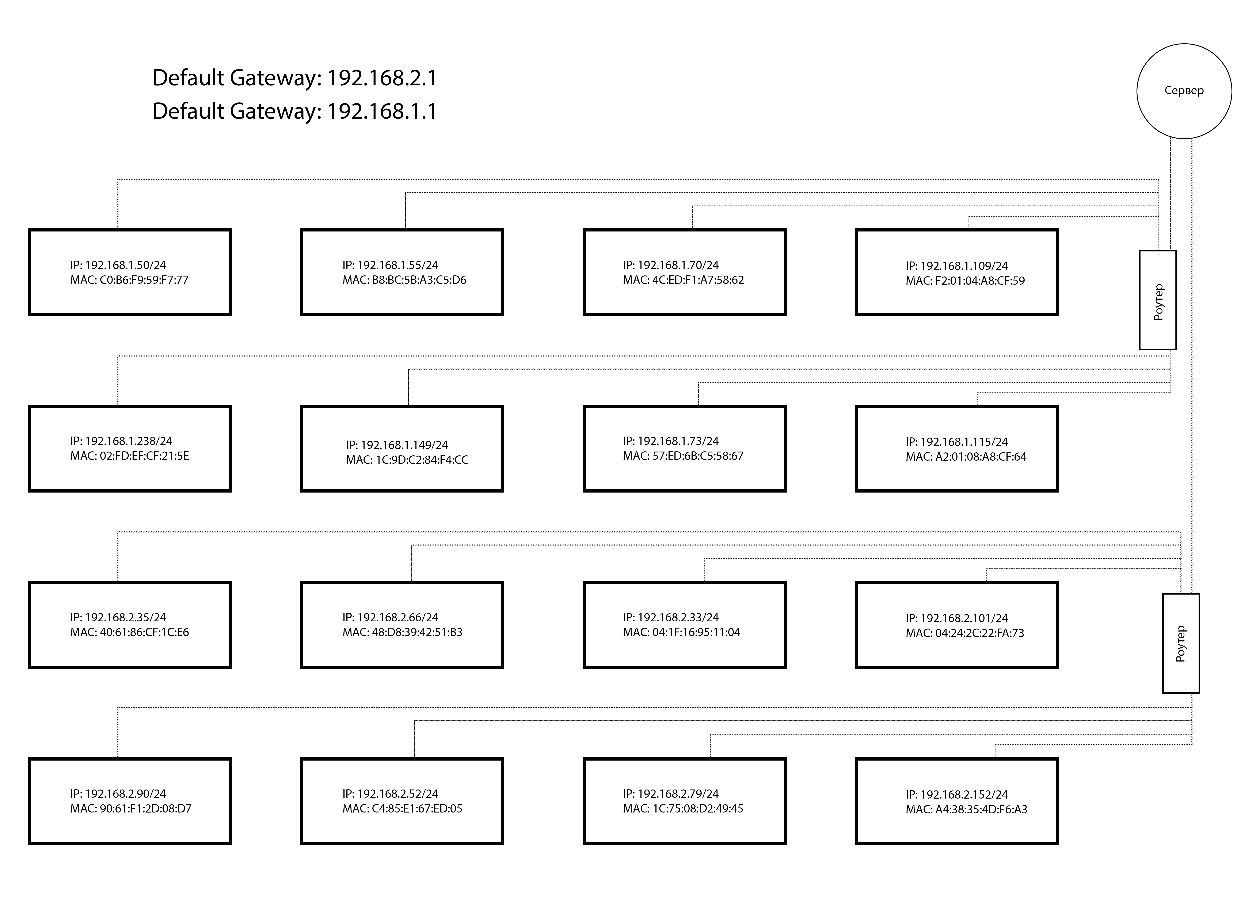 Default Gateway: 192.168.2.1
Default Gateway: 192.168.1.1
Сервер
IP: 192.168.1.50/24
MAC: C0:B6:F9:59:F7:77
IP: 192.168.1.55/24
MAC: B8:BC:5B:A3:C5:D6
IP: 192.168.1.70/24
MAC: 4C:ED:F1:A7:58:62
IP: 192.168.1.109/24
MAC: F2:01:04:A8:CF:59
Роутер
IP: 192.168.1.238/24
MAC: 02:FD:EF:CF:21:5E
IP: 192.168.1.149/24
MAC: 1C:9D:C2:84:F4:CC
IP: 192.168.1.73/24
MAC: 57:ED:6B:C5:58:67
IP: 192.168.1.115/24
MAC: A2:01:08:A8:CF:64
IP: 192.168.2.35/24
MAC: 40:61:86:CF:1C:E6
IP: 192.168.2.66/24
MAC: 48:D8:39:42:51:B3
IP: 192.168.2.33/24
MAC: 04:1F:16:95:11:04
IP: 192.168.2.101/24
MAC: 04:24:2C:22:FA:73
Роутер
IP: 192.168.2.90/24
MAC: 90:61:F1:2D:08:D7
IP: 192.168.2.52/24
MAC: C4:85:E1:67:ED:05
IP: 192.168.2.79/24
MAC: 1C:75:08:D2:49:45
IP: 192.168.2.152/24
MAC: A4:38:35:4D:F6:A3